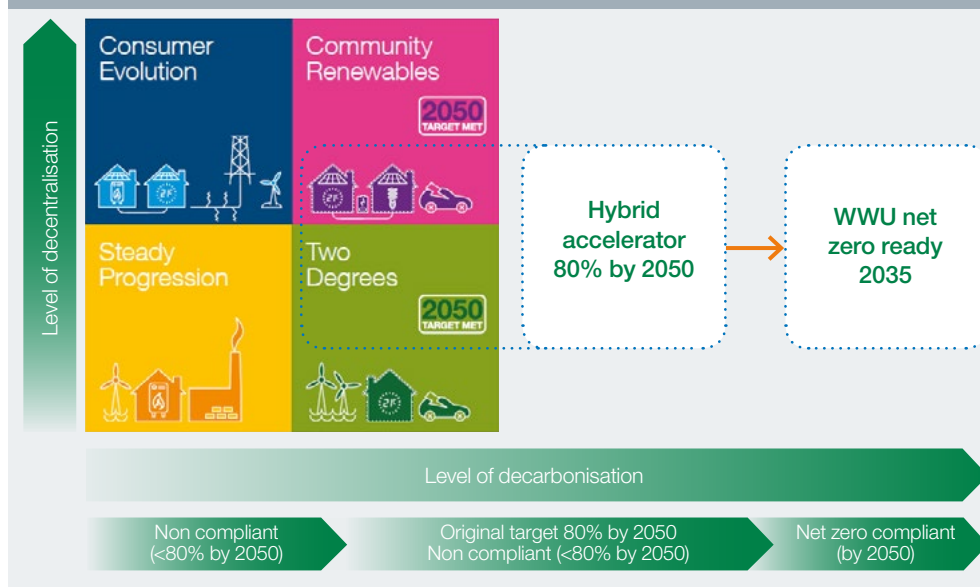 Level of decentralisation
Consumer
Evolution
Community
Renewables
2050
TARGET MET
Steady
Progression
Two
Degrees
2050
TARGET MET
Hybrid
accelerator
80% by 2050
WWU net
zero ready
2035
Level of decarbonisation
Non compliant
(<80% by 2050)
Original target 80% by 2050
Non compliant (<80% by 2050)
Net zero compliant
(by 2050)